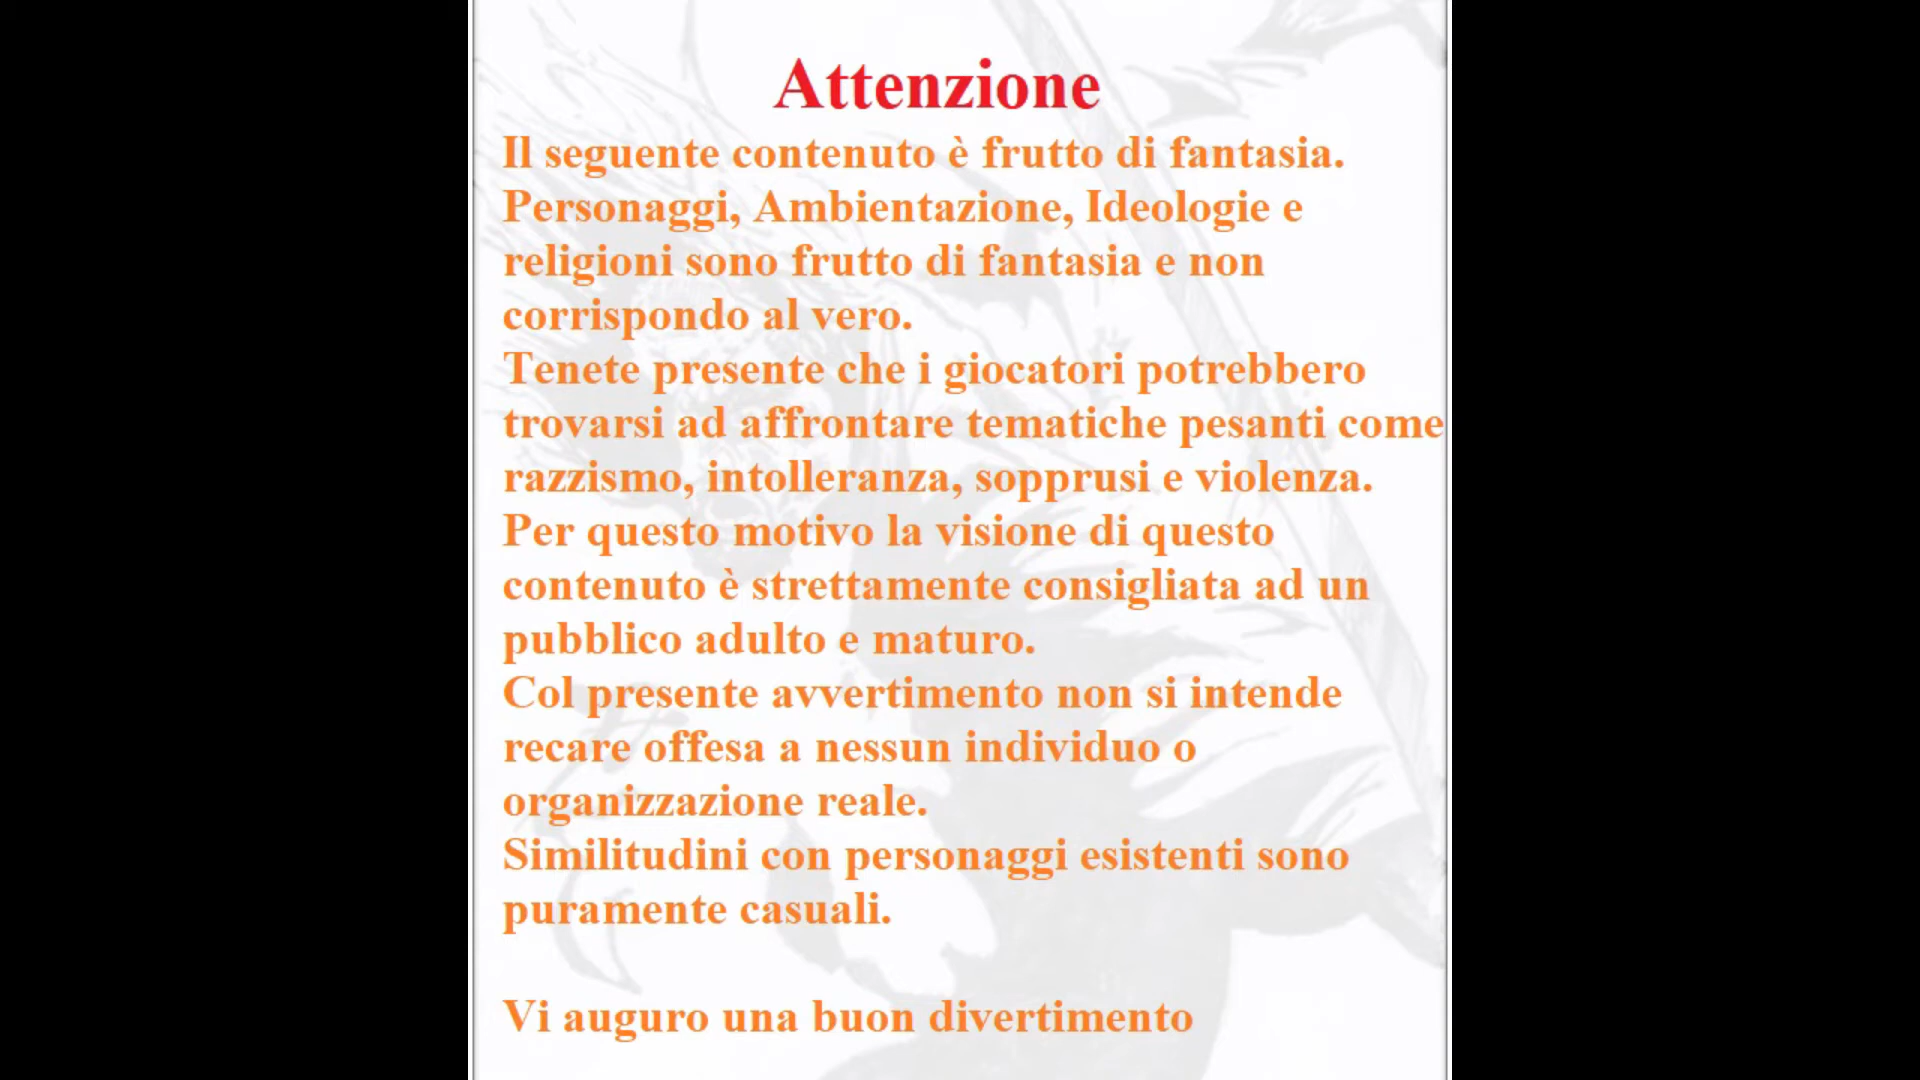 Attenzione
Il seguente contenuto è frutto di fantasia.
Personaggi, Ambientazione, Ideologie e
religioni sono frutto di fantasia e non
corrispondo al vero.
Tenete presente che i giocatori potrebbero
trovarsi ad affrontare tematiche pesanti come
razzismo, intolleranza, sopprusi e violenza.
Per questo motivo la visione di questo
contenuto è strettamente consigliata ad un
pubblico adulto e maturo.
Col presente avvertimento non si intende
recare offesa a nessun individuo o
organizzazione reale.
Similitudini con personaggi esistenti sono
puramente casuali.
Vi auguro una buon divertimento